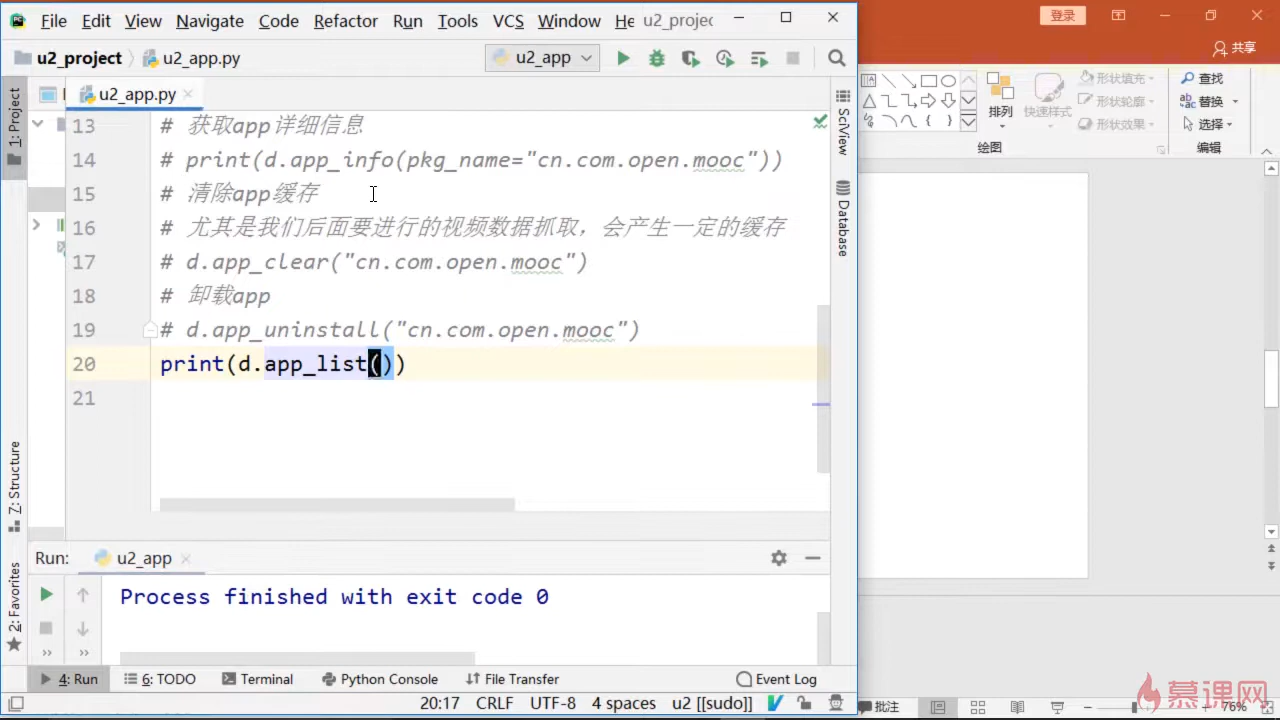 File Edit View Navigate Code Refactor Run Tools VCS Window He u2_projec
u2_project u2_app.py u2_app
u2_app.py
1: Project
13 # 获取app详细信息
14 # print(d.app_info(pkg_name="cn.com.open.mooc"))
15 # 清除app缓存
16 # 尤其是我们后面要进行的视频数据抓取，会产生一定的缓存
17 # d.app_clear("cn.com.open.mooc")
18 # 卸载app
19 # d.app_uninstall("cn.com.open.mooc")
20 print(d.app_list())
21
SciView
Database
Z: Structure
2: Favorites
Run: u2_app
Process finished with exit code 0
4: Run 6: TODO Terminal Python Console File Transfer Event Log
20:17 CRLF UTF-8 4 spaces u2 [[sudo]]
登录
共享
排列
快速样式
形状填充
形状轮廓
形状效果
绘图
查找
替换
选择
编辑
批注
76%
慕课网